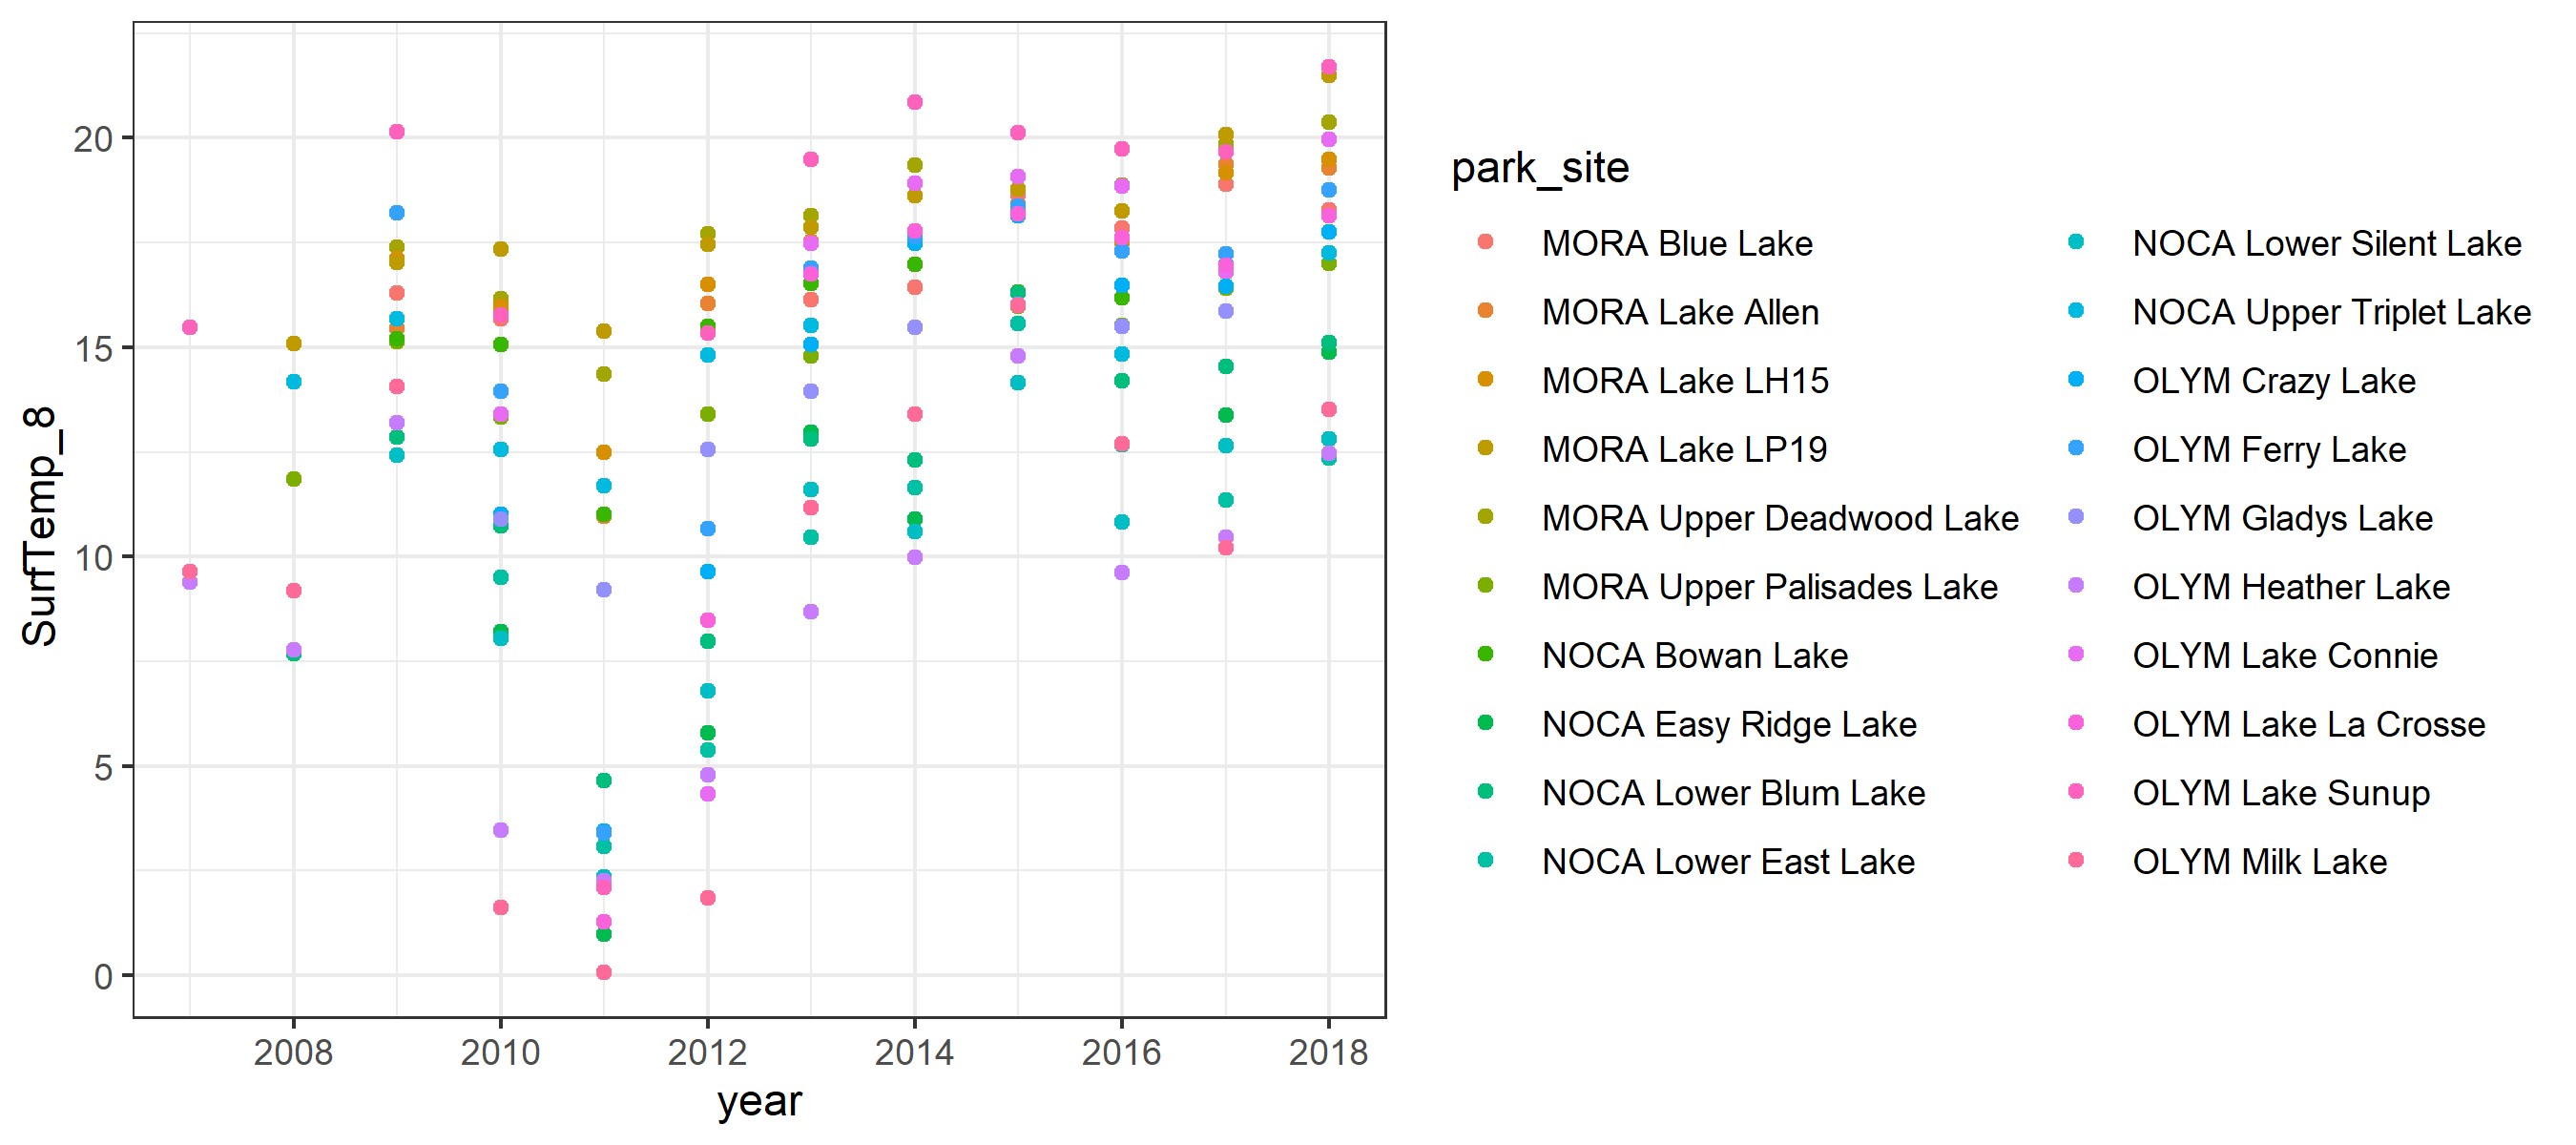 20
15
10
5
0
SurfTemp_8
2008 2010 2012 2014 2016 2018
year
park_site
MORA Blue Lake
MORA Lake Allen
MORA Lake LH15
MORA Lake LP19
MORA Upper Deadwood Lake
MORA Upper Palisades Lake
NOCA Bowan Lake
NOCA Easy Ridge Lake
NOCA Lower Blum Lake
NOCA Lower East Lake
NOCA Lower Silent Lake
NOCA Upper Triplet Lake
OLYM Crazy Lake
OLYM Ferry Lake
OLYM Gladys Lake
OLYM Heather Lake
OLYM Lake Connie
OLYM Lake La Crosse
OLYM Lake Sunup
OLYM Milk Lake